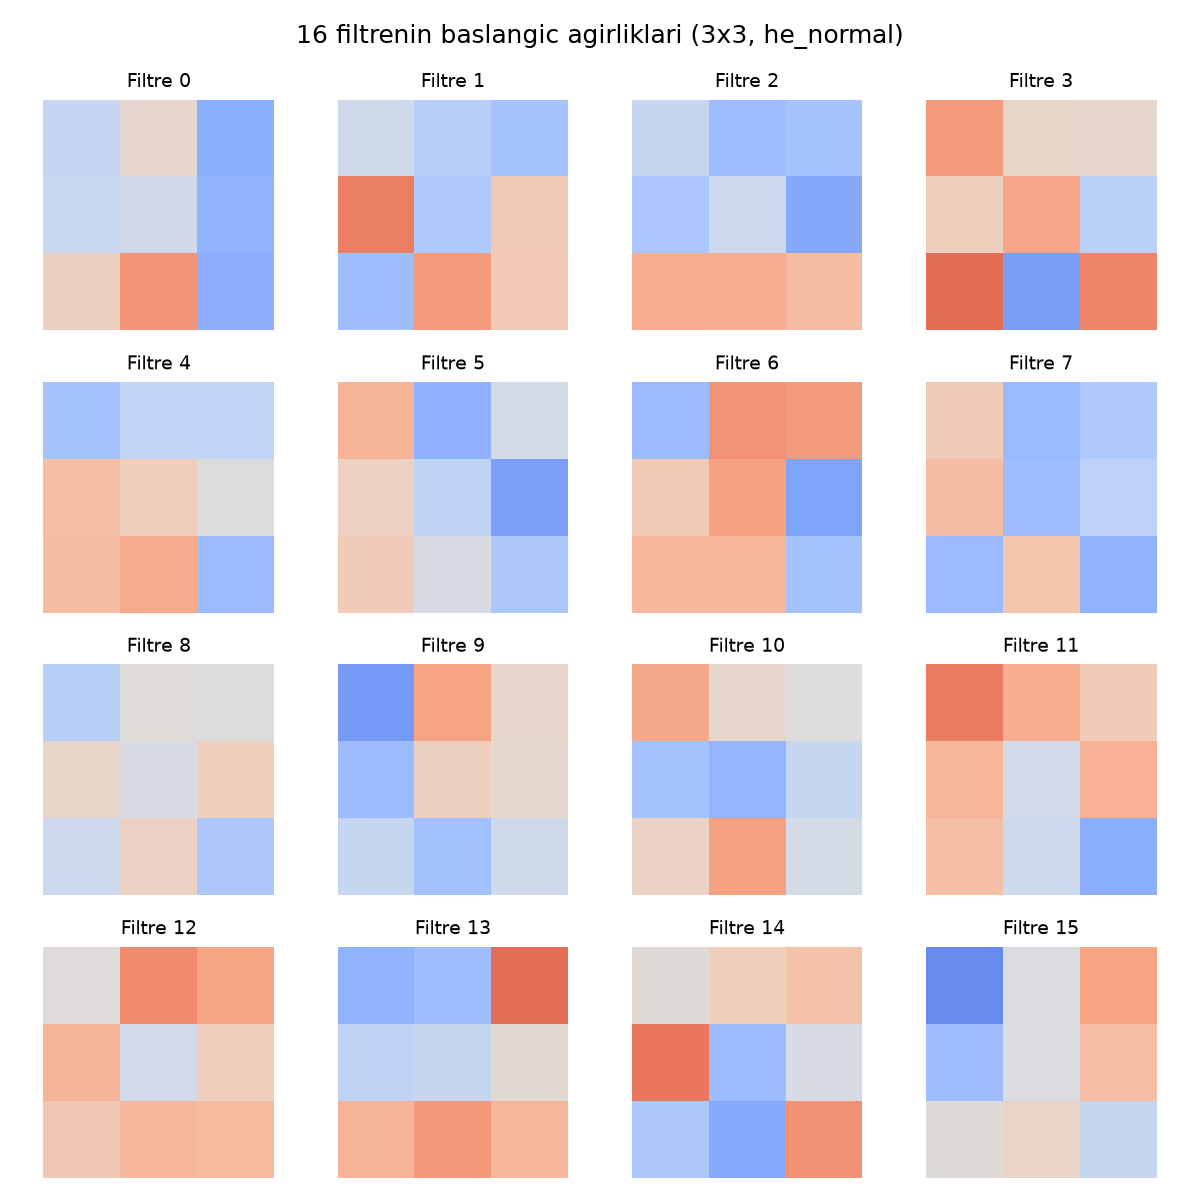 16 filtrenin baslangic agirliklari (3x3, he_normal)
Filtre 0
Filtre 1
Filtre 2
Filtre 3
Filtre 4
Filtre 5
Filtre 6
Filtre 7
Filtre 8
Filtre 9
Filtre 10
Filtre 11
Filtre 12
Filtre 13
Filtre 14
Filtre 15